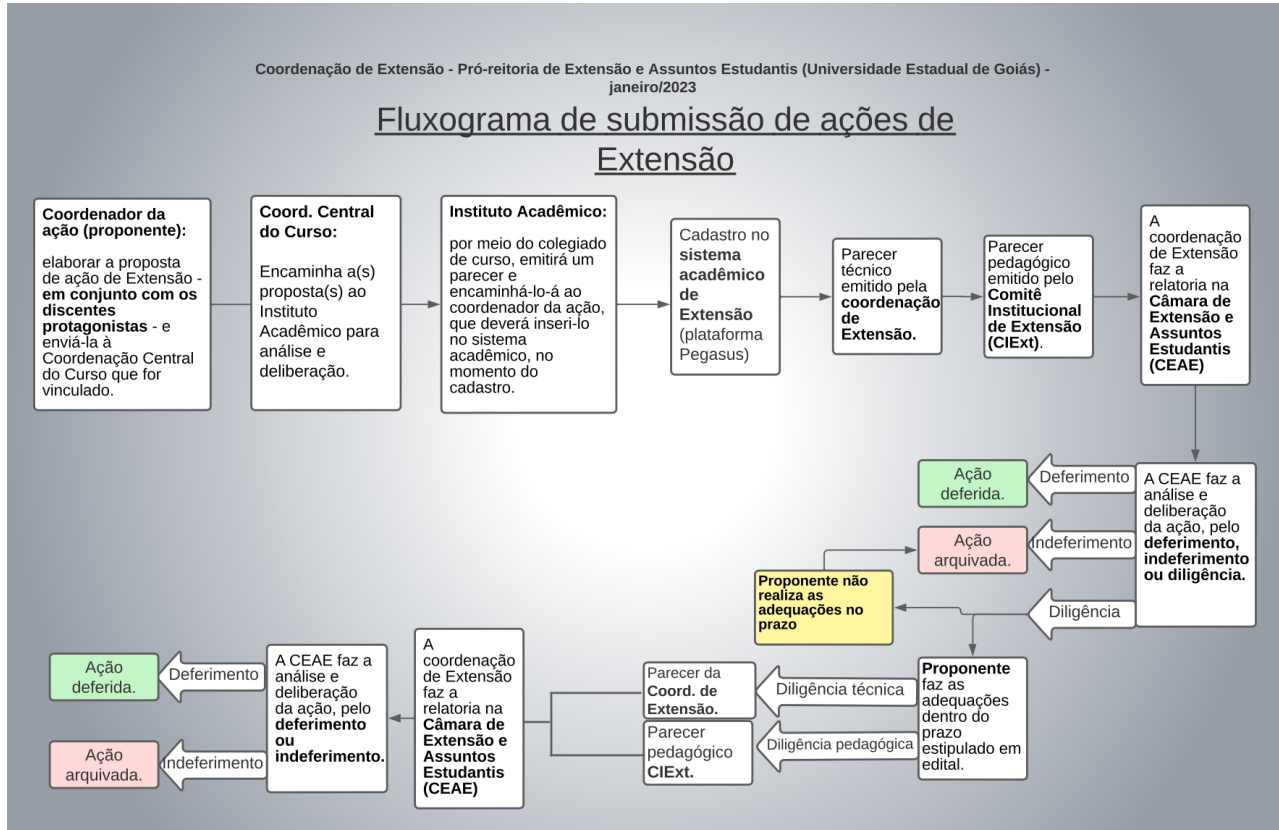 Coordenação de Extensão - Pró-reitoria de Extensão e Assuntos Estudantis (Universidade Estadual de Goiás) -
janeiro/2023
Fluxograma de submissão de ações de
Extensão
Coordenador da
ação (proponente):
elaborar a proposta
de ação de Extensão -
em conjunto com os
discentes
protagonistas - e
enviá-la à
Coordenação Central
do Curso que for
vinculado.
Coord. Central
do Curso:
Encaminha a(s)
proposta(s) ao
Instituto
Acadêmico para
análise e
deliberação.
Instituto Acadêmico:
por meio do colegiado
de curso, emitirá um
parecer e
encaminhá-lo-á ao
coordenador da ação,
que deverá inseri-lo
no sistema
acadêmico, no
momento do
cadastro.
Cadastro no
sistema
acadêmico
de
Extensão
(plataforma
Pegasus)
Parecer
técnico
emitido pela
coordenação
de
Extensão.
Parecer
pedagógico
emitido pelo
Comitê
Institucional
de Extensão
(CIExt).
A
coordenação
de Extensão
faz a
relatoria na
Câmara de
Extensão e
Assuntos
Estudantis
(CEAE)
A CEAE faz a
análise e
deliberação
da ação, pelo
deferimento,
indeferimento
ou diligência.
Deferimento
Ação
deferida.
Indeferimento
Ação
arquivada.
Diligência
Proponente não
realiza as
adequações no
prazo
Proponente
faz as
adequações
dentro do
prazo
estipulado em
edital.
Diligência técnica
Parecer da
Coord. de
Extensão.
Diligência pedagógica
Parecer
pedagógico
CIExt.
A
coordenação
de Extensão
faz a
relatoria na
Câmara de
Extensão e
Assuntos
Estudantis
(CEAE)
A CEAE faz a
análise e
deliberação
da ação, pelo
deferimento
ou
indeferimento.
Deferimento
Ação
deferida.
Indeferimento
Ação
arquivada.